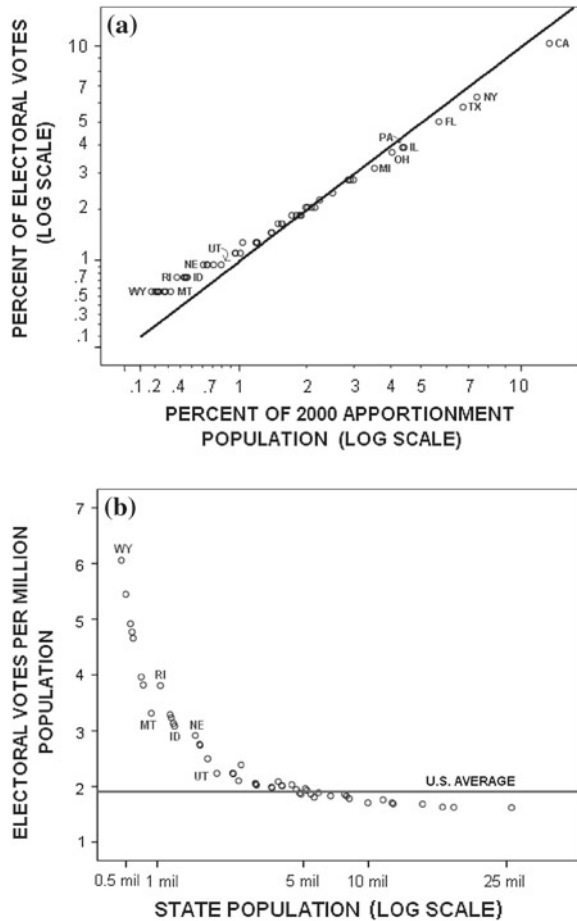 (a)
PERCENT OF ELECTORAL VOTES
(LOG SCALE)
10
7
5
4
3
2
1
.7
.5
.3
.1
CA
NY
TX
FL
PA
IL
OH
MI
UT
NE
RI
ID
WY
MT
.1 .2 .4 .7 1 2 3 4 5 7 10
PERCENT OF 2000 APPORTIONMENT
POPULATION (LOG SCALE)
(b)
ELECTORAL VOTES PER MILLION
POPULATION
7
6
5
4
3
2
1
WY
RI
MT
ID
NE
UT
U.S. AVERAGE
0.5 mil 1 mil 5 mil 10 mil 25 mil
STATE POPULATION (LOG SCALE)